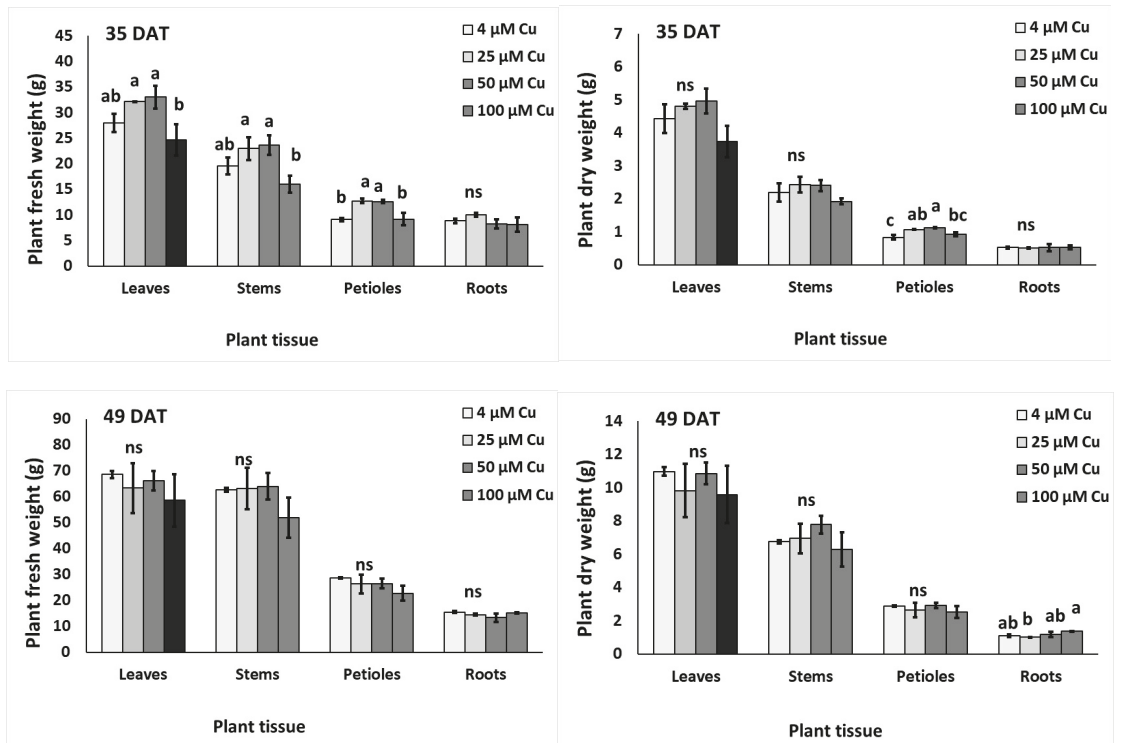 35 DAT
4 µM Cu
25 µM Cu
50 µM Cu
100 µM Cu
Plant fresh weight (g)
45
40
35
30
25
20
15
10
5
0
ab a a b
ab a a b
b a a b
ns
Leaves Stems Petioles Roots
Plant tissue
35 DAT
4 µM Cu
25 µM Cu
50 µM Cu
100 µM Cu
Plant dry weight (g)
7
6
5
4
3
2
1
0
ns
ns
c ab a bc
ns
Leaves Stems Petioles Roots
Plant tissue
49 DAT
4 µM Cu
25 µM Cu
50 µM Cu
100 µM Cu
Plant fresh weight (g)
90
80
70
60
50
40
30
20
10
0
ns
ns
ns
ns
Leaves Stems Petioles Roots
Plant tissue
49 DAT
4 µM Cu
25 µM Cu
50 µM Cu
100 µM Cu
Plant dry weight (g)
14
12
10
8
6
4
2
0
ns
ns
ns
ab b ab a
Leaves Stems Petioles Roots
Plant tissue